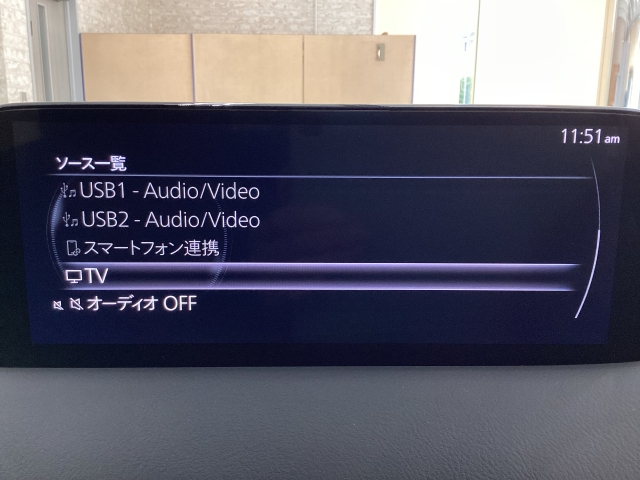 11:51 am
ソース一覧
USB1 - Audio/Video
USB2 - Audio/Video
スマートフォン連携
TV
オーディオ OFF